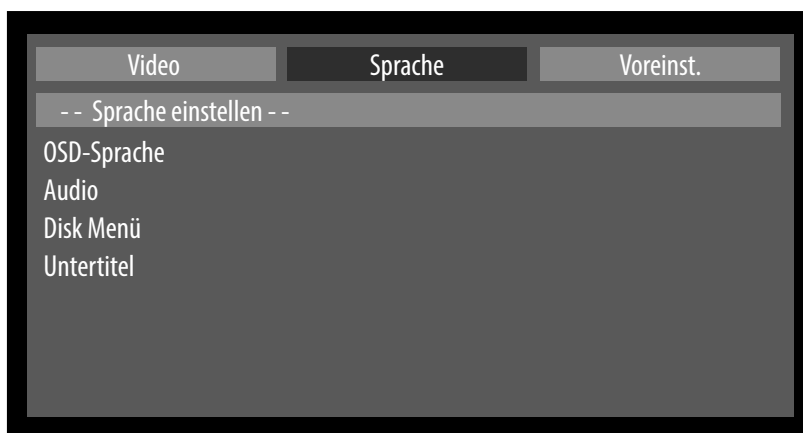 Video Sprache Voreinst.
- - Sprache einstellen - -
OSD-Sprache
Audio
Disk Menü
Untertitel